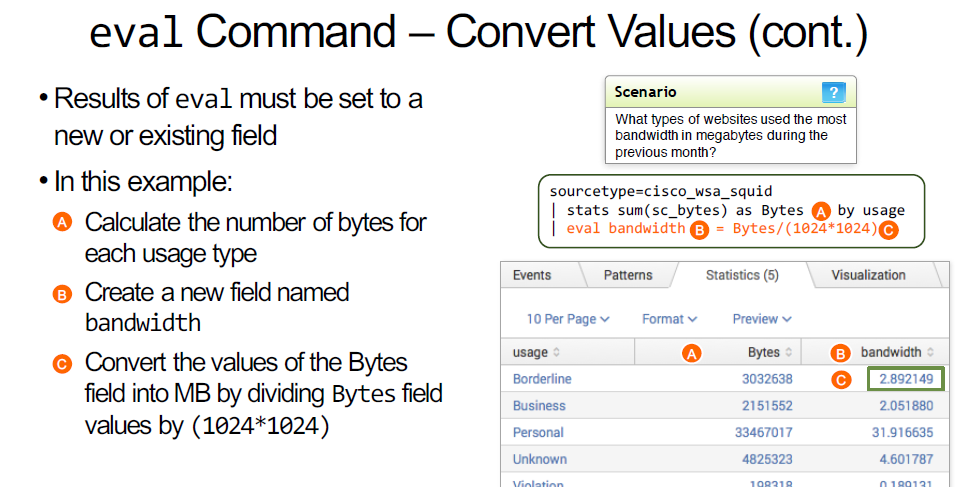 eval Command – Convert Values (cont.)
• Results of eval must be set to a
new or existing field
• In this example:
A Calculate the number of bytes for
each usage type
B Create a new field named
bandwidth
C Convert the values of the Bytes
field into MB by dividing Bytes field
values by (1024*1024)
Scenario ?
What types of websites used the most
bandwidth in megabytes during the
previous month?
sourcetype=cisco_wsa_squid
| stats sum(sc_bytes) as Bytes A by usage
| eval bandwidth B = Bytes/(1024*1024) C
Events Patterns Statistics (5) Visualization
10 Per Page Format Preview
usage A Bytes B bandwidth
Borderline 3032638 C 2.892149
Business 2151552 2.051880
Personal 33467017 31.916635
Unknown 4825323 4.601787
Violation 198318 0.189131